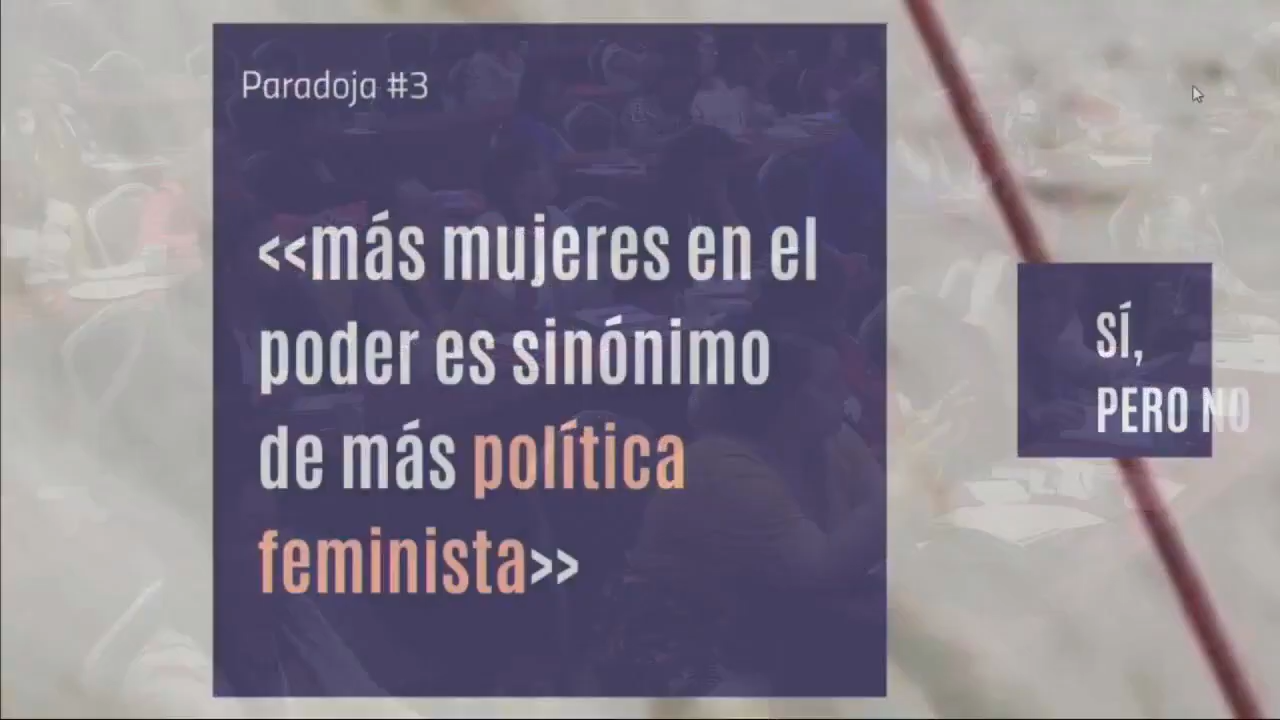 Paradoja #3
<<más mujeres en el
poder es sinónimo
de más política
feminista>>
SÍ,
PERO NO